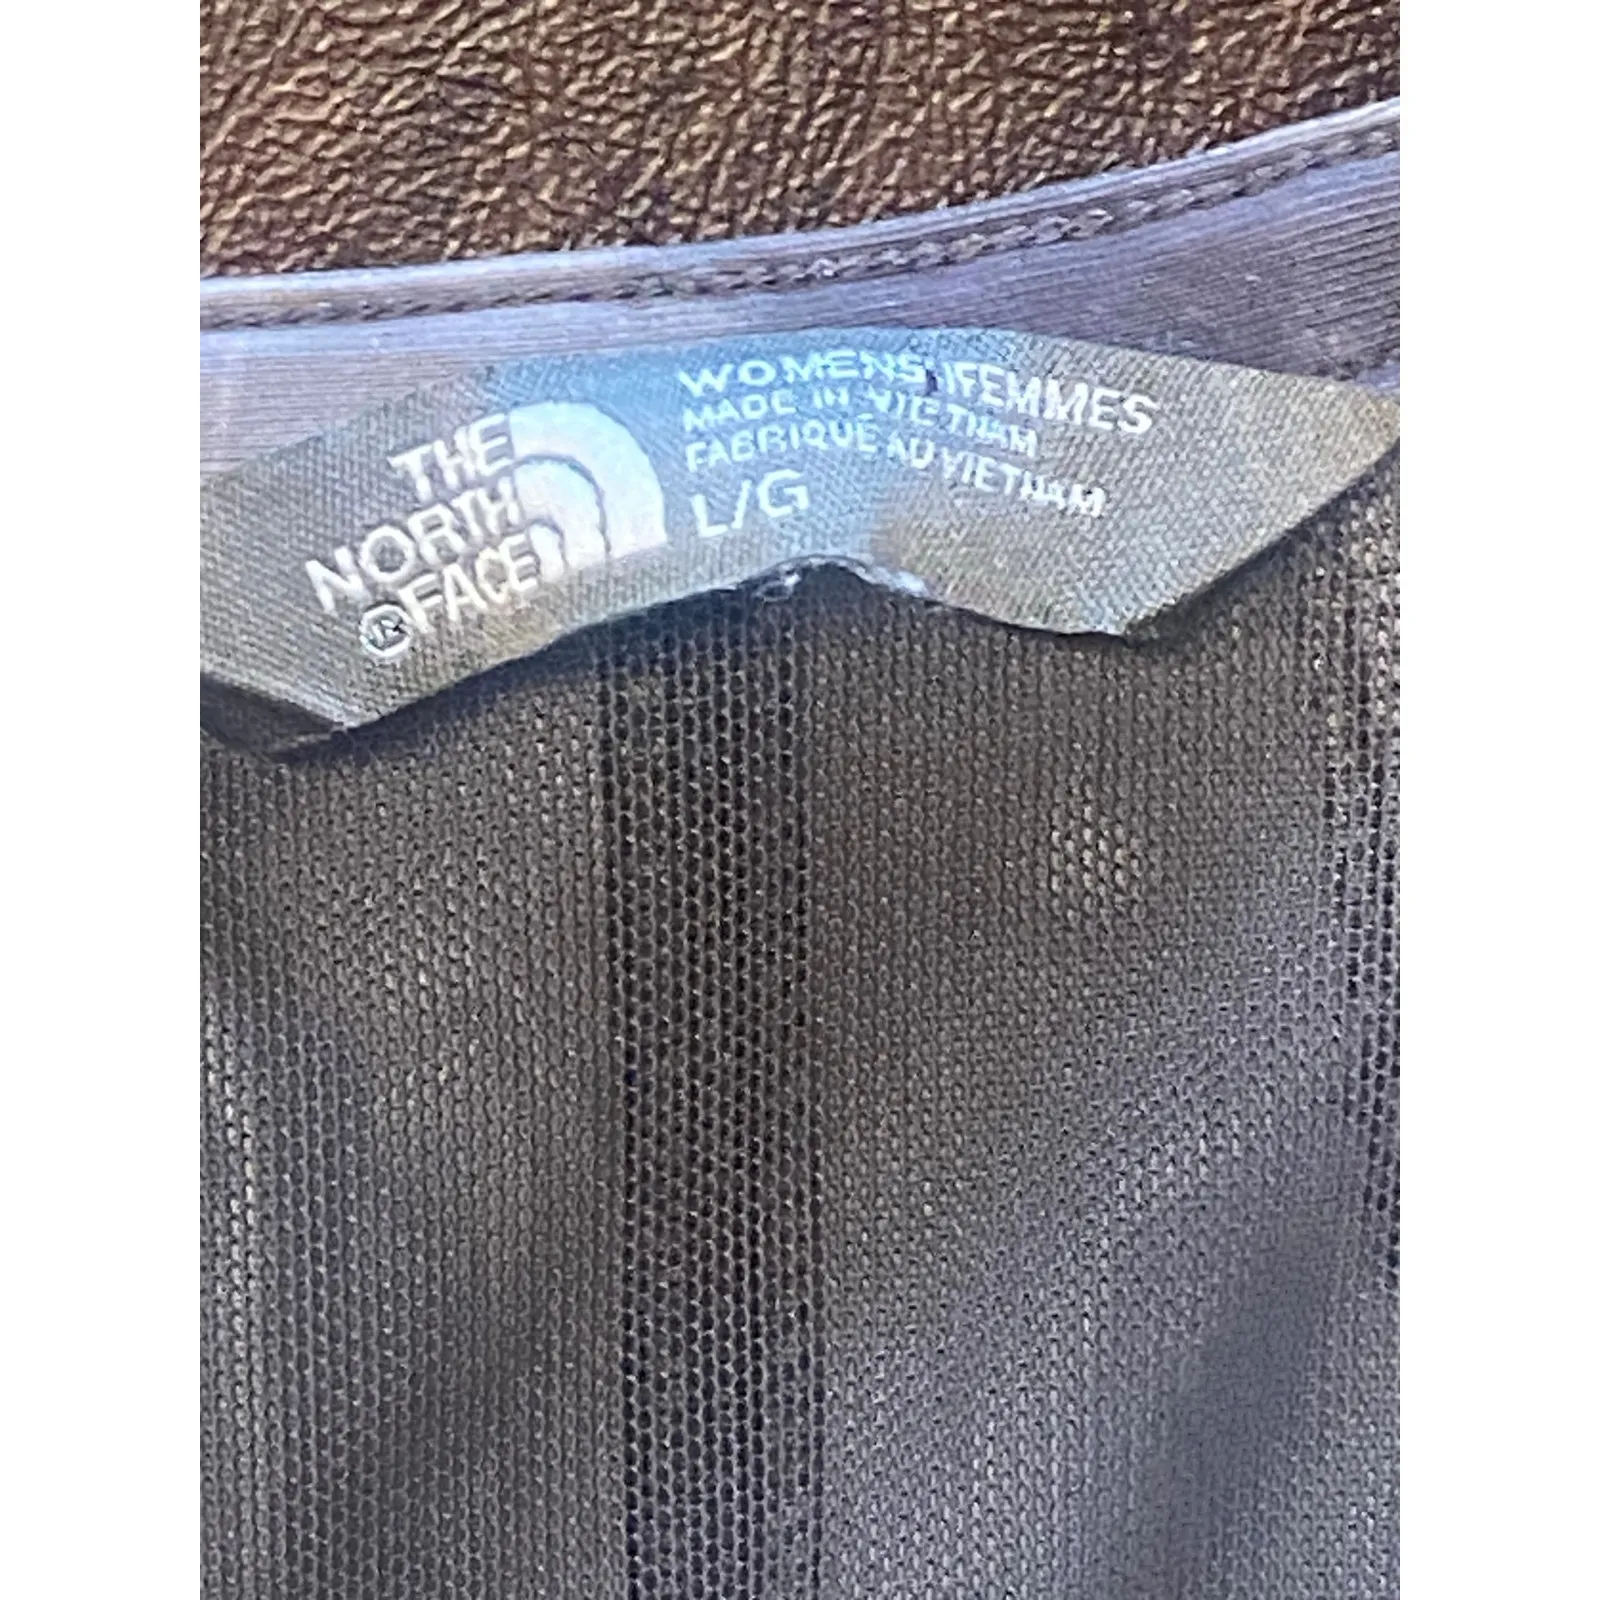 THE
NORTH
FACE®
WOMENS/FEMMES
MADE IN VIETNAM
FABRIQUÉ AU VIETNAM
L/G